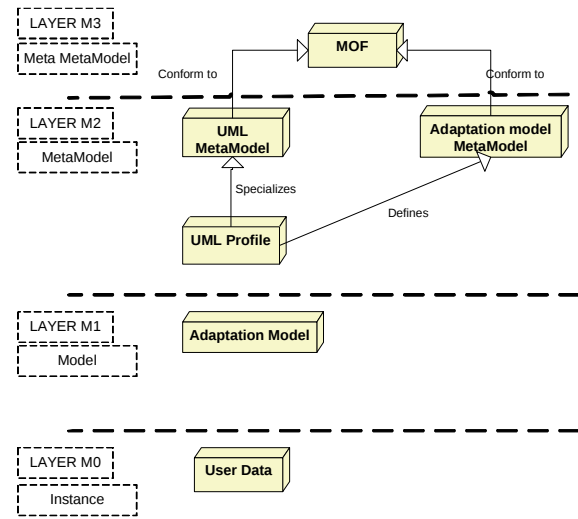 LAYER M3
Meta MetaModel
MOF
Conform to
Conform to
LAYER M2
MetaModel
UML
MetaModel
Adaptation model
MetaModel
Specializes
Defines
UML Profile
LAYER M1
Model
Adaptation Model
LAYER M0
Instance
User Data